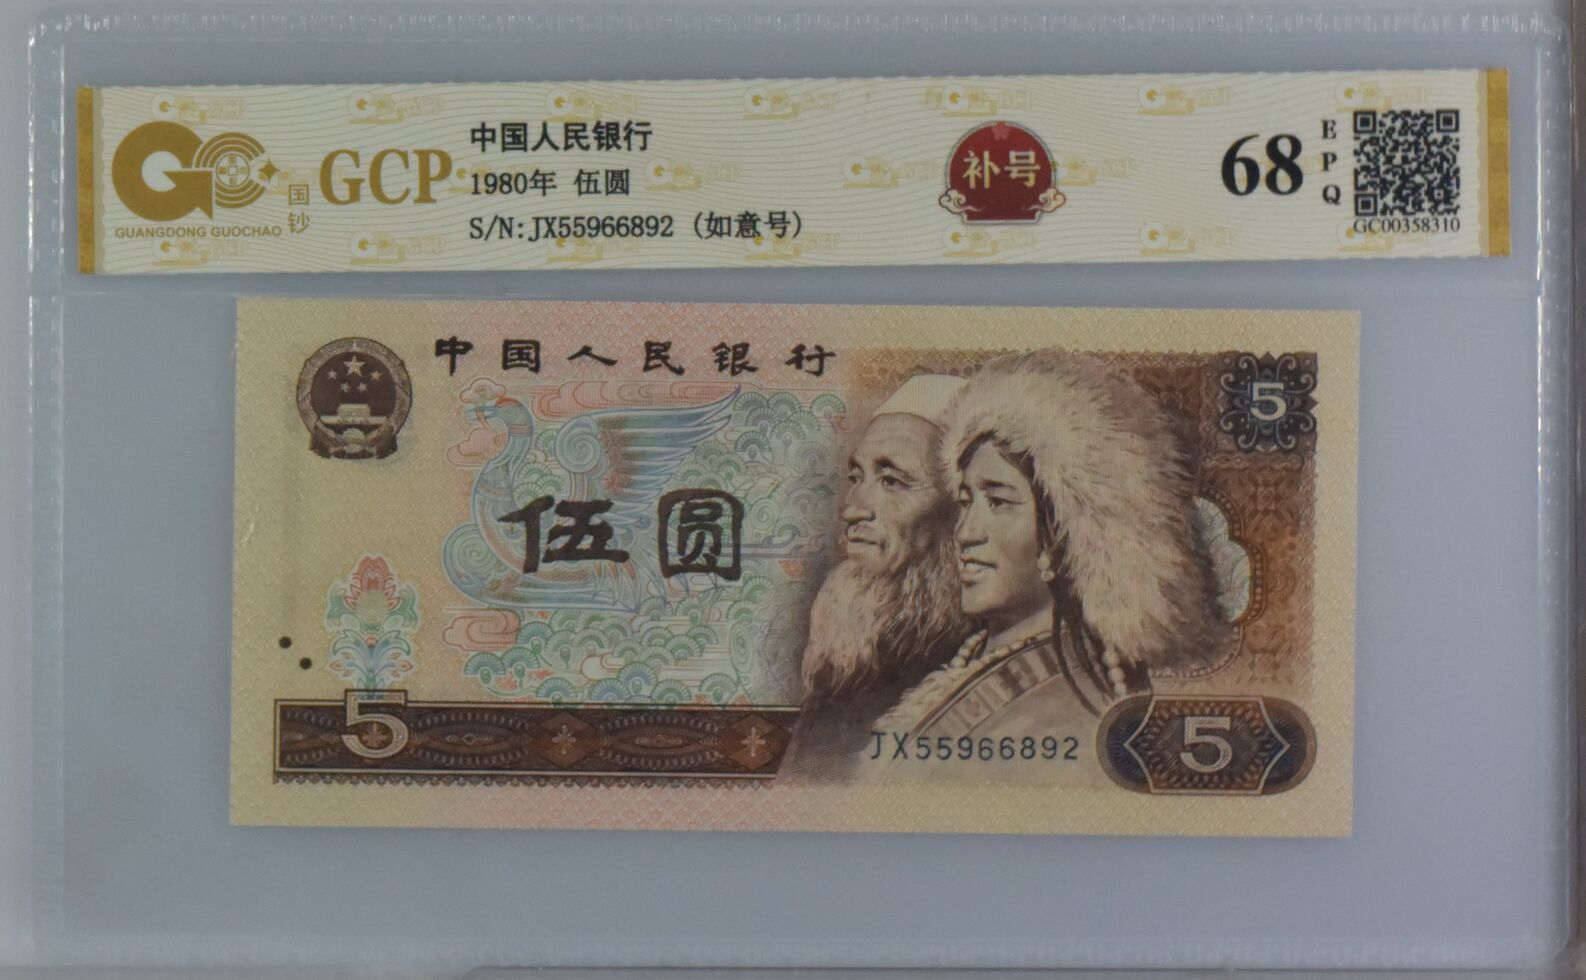 中国人民银行
GCP
国钞
1980年 伍圆
S/N:JX55966892 (如意号)
GUANGDONG GUOCHAO
补号
68
EPQ
GC00358310
中国人民银行
5
伍圆
5
JX55966892
5